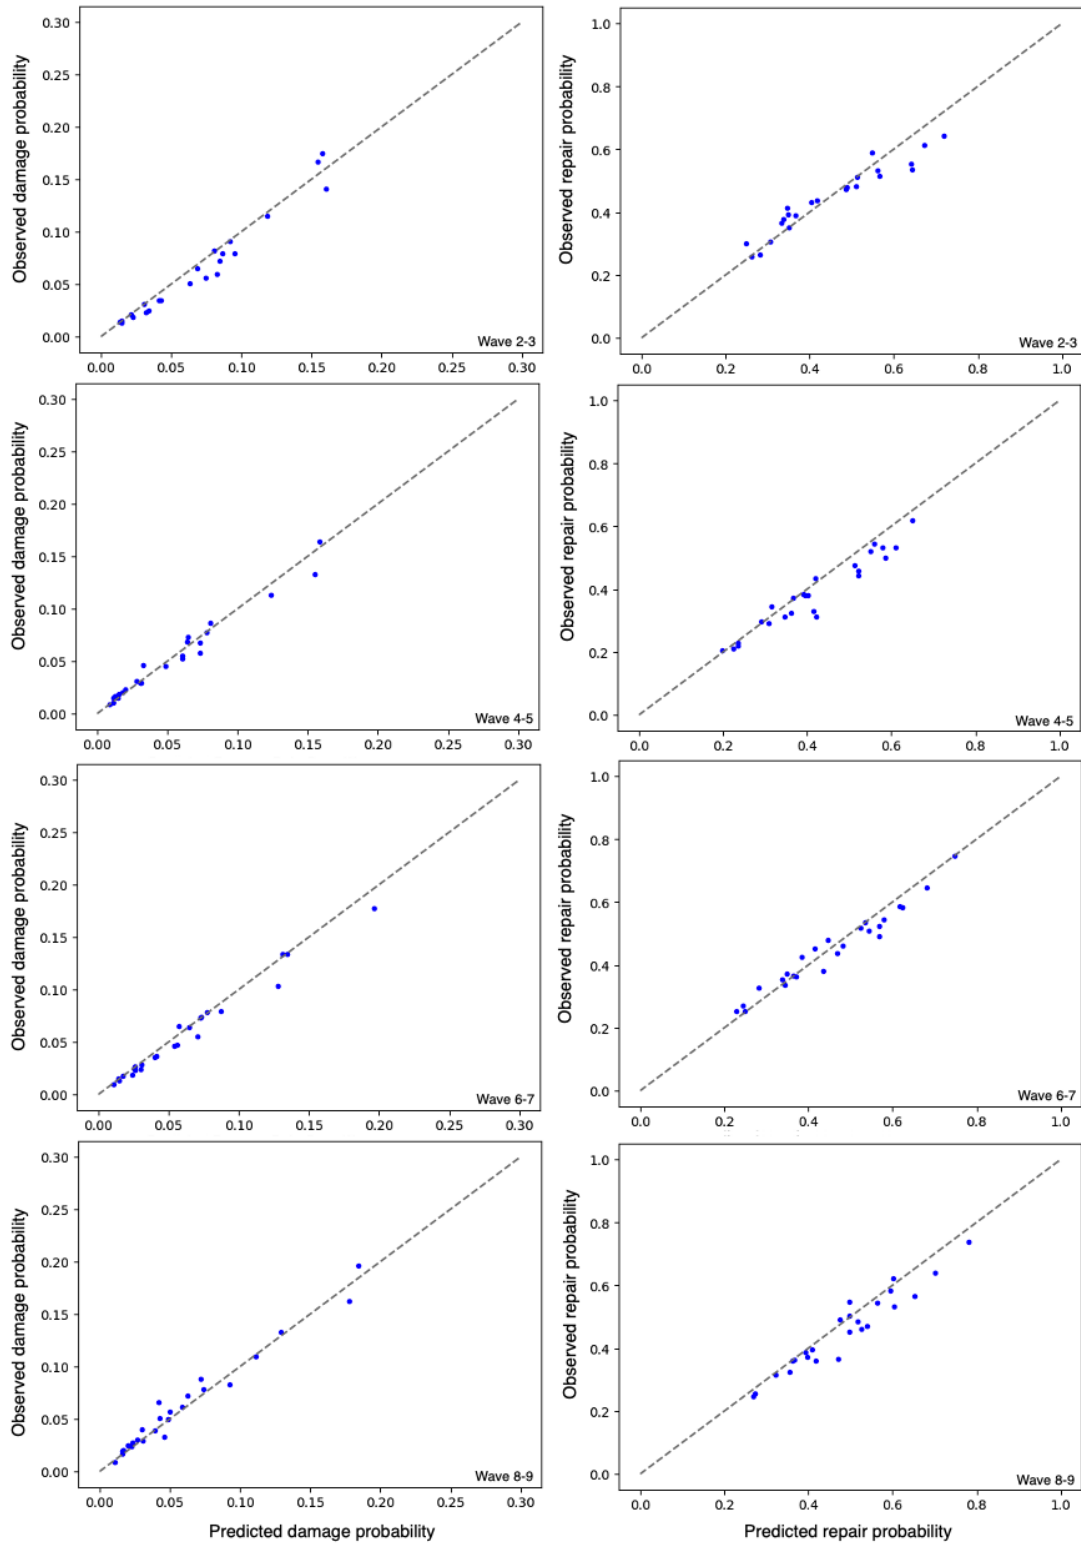 Observed damage probability
0.30
0.25
0.20
0.15
0.10
0.05
0.00
Wave 2-3
0.00 0.05 0.10 0.15 0.20 0.25 0.30
Observed repair probability
1.0
0.8
0.6
0.4
0.2
0.0
Wave 2-3
0.0 0.2 0.4 0.6 0.8 1.0
Observed damage probability
0.30
0.25
0.20
0.15
0.10
0.05
0.00
Wave 4-5
0.00 0.05 0.10 0.15 0.20 0.25 0.30
Observed repair probability
1.0
0.8
0.6
0.4
0.2
0.0
Wave 4-5
0.0 0.2 0.4 0.6 0.8 1.0
Observed damage probability
0.30
0.25
0.20
0.15
0.10
0.05
0.00
Wave 6-7
0.00 0.05 0.10 0.15 0.20 0.25 0.30
Observed repair probability
1.0
0.8
0.6
0.4
0.2
0.0
Wave 6-7
0.0 0.2 0.4 0.6 0.8 1.0
Observed damage probability
0.30
0.25
0.20
0.15
0.10
0.05
0.00
Wave 8-9
0.00 0.05 0.10 0.15 0.20 0.25 0.30
Predicted damage probability
Observed repair probability
1.0
0.8
0.6
0.4
0.2
0.0
Wave 8-9
0.0 0.2 0.4 0.6 0.8 1.0
Predicted repair probability